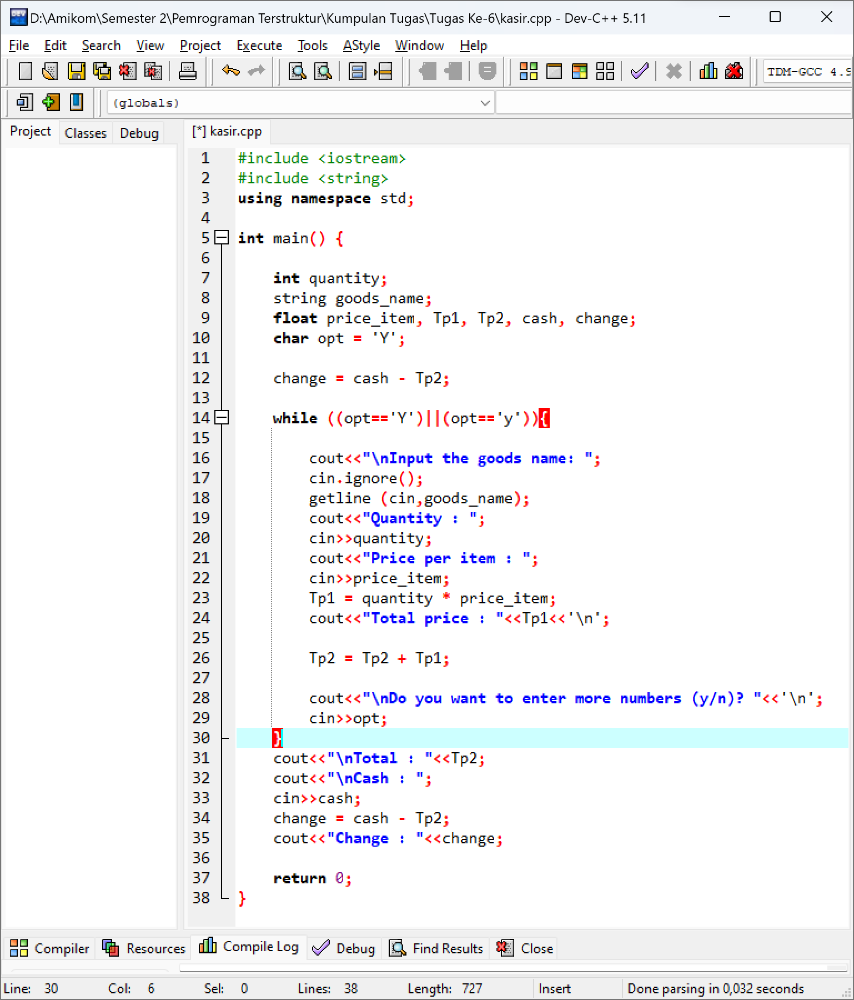 D:\Amikom\Semester 2\Pemrograman Terstruktur\Kumpulan Tugas\Tugas Ke-6\kasir.cpp - Dev-C++ 5.11
File Edit Search View Project Execute Tools AStyle Window Help
TDM-GCC 4.9
(globals)
Project Classes Debug [*] kasir.cpp
1 #include <iostream>
2 #include <string>
3 using namespace std;
4
5 int main() {
6
7 int quantity;
8 string goods_name;
9 float price_item, Tp1, Tp2, cash, change;
10 char opt = 'Y';
11
12 change = cash - Tp2;
13
14 while ((opt=='Y')||(opt=='y')){
15
16 cout<<"\nInput the goods name: ";
17 cin.ignore();
18 getline (cin,goods_name);
19 cout<<"Quantity : ";
20 cin>>quantity;
21 cout<<"Price per item : ";
22 cin>>price_item;
23 Tp1 = quantity * price_item;
24 cout<<"Total price : "<<Tp1<<'\n';
25
26 Tp2 = Tp2 + Tp1;
27
28 cout<<"\nDo you want to enter more numbers (y/n)? "<<'\n';
29 cin>>opt;
30 }
31 cout<<"\nTotal : "<<Tp2;
32 cout<<"\nCash : ";
33 cin>>cash;
34 change = cash - Tp2;
35 cout<<"Change : "<<change;
36
37 return 0;
38 }
Compiler Resources Compile Log Debug Find Results Close
Line: 30 Col: 6 Sel: 0 Lines: 38 Length: 727 Insert Done parsing in 0,032 seconds